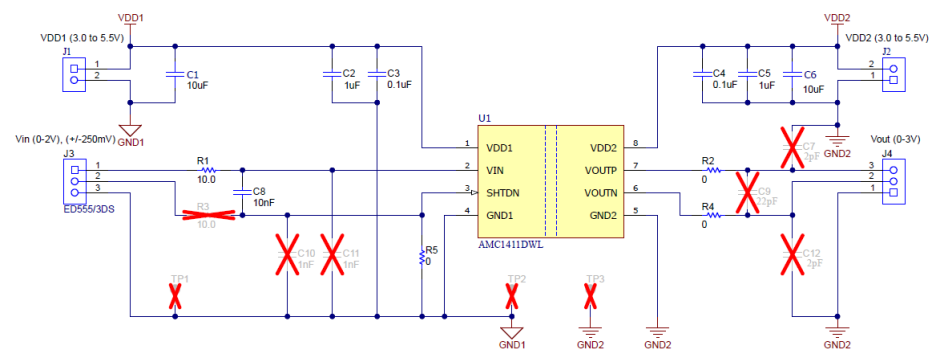 VDD1
VDD2
VDD1 (3.0 to 5.5V)
VDD2 (3.0 to 5.5V)
J1
J2
1
2
2
1
C1
10uF
C2
1uF
C3
0.1uF
C4
0.1uF
C5
1uF
C6
10uF
GND1
GND2
U1
Vin (0-2V), (+/-250mV)
Vout (0-3V)
J3
J4
1
2
3
ED555/3DS
R1
10.0
R3
10.0
C8
10nF
C10
1nF
C11
1nF
R5
0
1
2
3
4
VDD1
VIN
SHTDN
GND1
VDD2
VOUTP
VOUTN
GND2
8
7
6
5
AMC1411DWL
R2
0
R4
0
C7
2pF
C9
22pF
C12
2pF
3
2
1
TP1
TP2
TP3
GND1
GND2
GND2
GND2